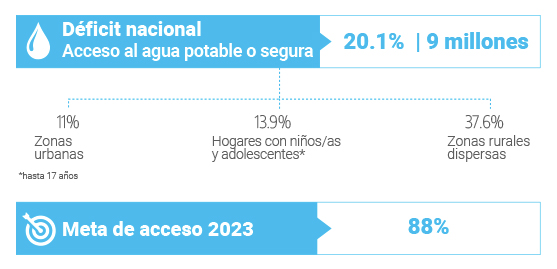 Déficit nacional
Acceso al agua potable o segura
20.1% | 9 millones
11%
Zonas
urbanas
13.9%
Hogares con niños/as
y adolescentes*
37.6%
Zonas rurales
dispersas
*hasta 17 años
Meta de acceso 2023
88%